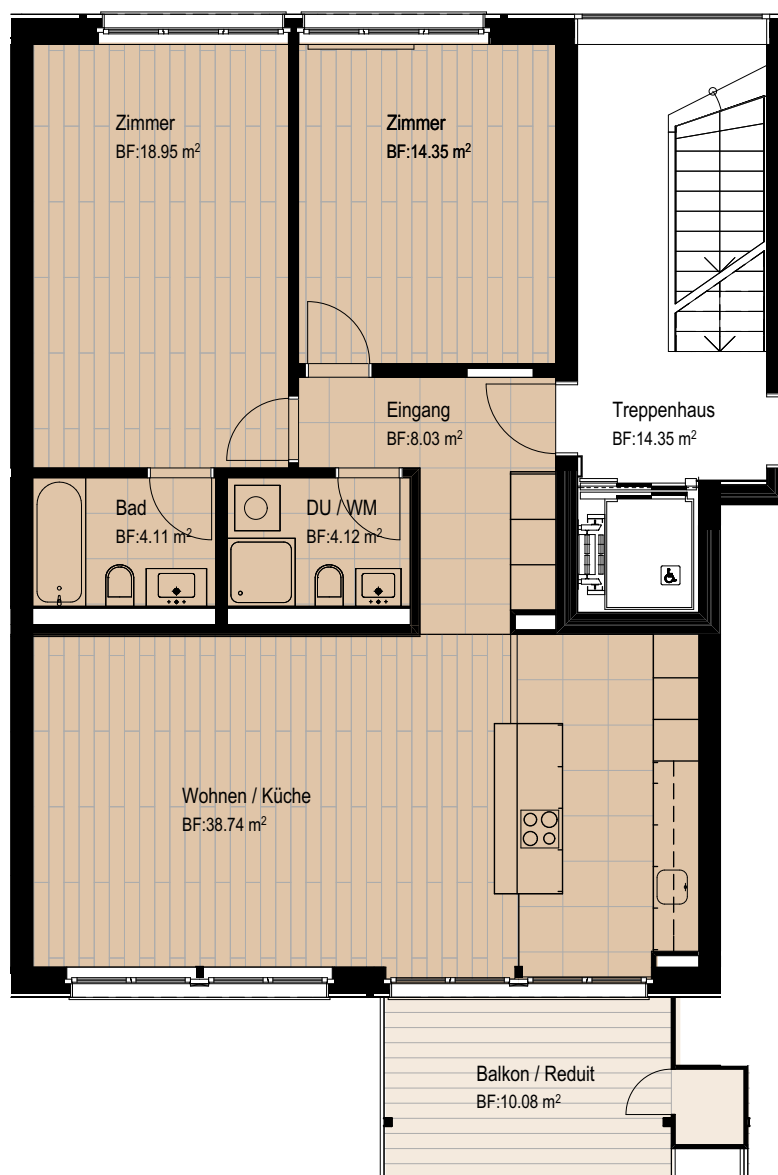 Zimmer
BF:18.95 m²
Zimmer
BF:14.35 m²
Eingang
BF:8.03 m²
Treppenhaus
BF:14.35 m²
Bad
BF:4.11 m²
DU / WM
BF:4.12 m²
Wohnen / Küche
BF:38.74 m²
Balkon / Reduit
BF:10.08 m²